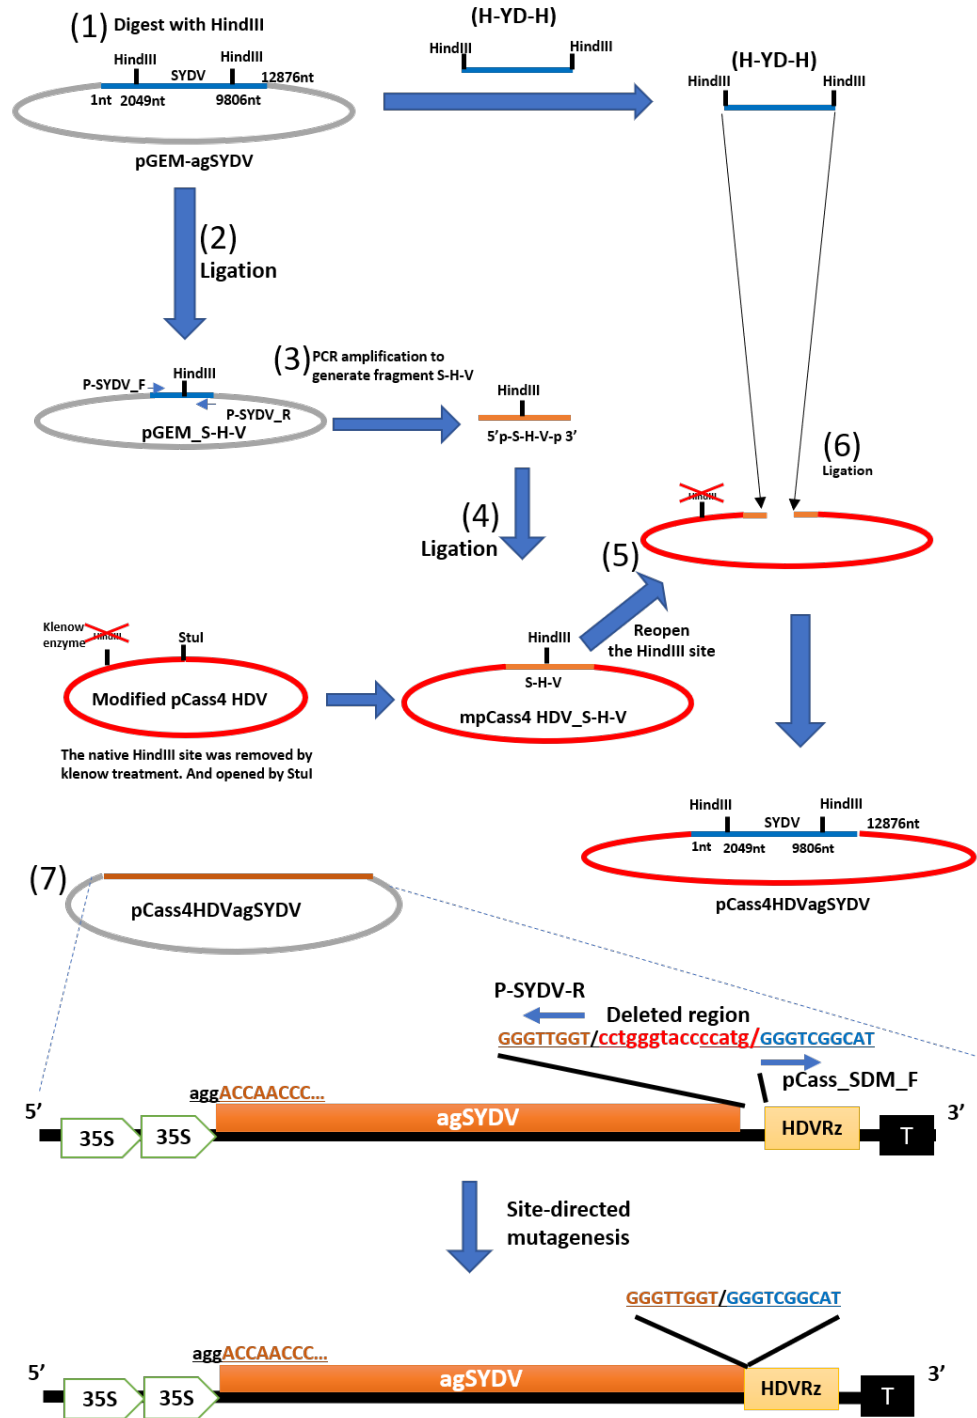 (1) Digest with HindIII
HindIII
SYDV
HindIII
12876nt
1nt
2049nt
9806nt
pGEM-agSYDV
(H-YD-H)
HindIII
HindIII
(H-YD-H)
HindIII
HindIII
(2)
Ligation
(3) PCR amplification to
generate fragment S-H-V
P-SYDV_F
HindIII
P-SYDV_R
pGEM_S-H-V
HindIII
5'p-S-H-V-p 3'
(4)
Ligation
(6)
Ligation
HindIII
(5)
Reopen
the HindIII site
Klenow
enzyme
HindIII
StuI
Modified pCass4 HDV
The native HindIII site was removed by
klenow treatment. And opened by StuI
HindIII
S-H-V
mpCass4 HDV_S-H-V
HindIII
SYDV
HindIII
12876nt
1nt
2049nt
9806nt
pCass4HDVagSYDV
(7)
pCass4HDVagSYDV
P-SYDV-R
Deleted region
GGGTTGGT/cctgggtaccccatg/GGGTCGGCAT
pCass_SDM_F
aggACCAACCC...
5'
35S
35S
agSYDV
HDVRz
T
3'
Site-directed
mutagenesis
GGGTTGGT/GGGTCGGCAT
aggACCAACCC...
5'
35S
35S
agSYDV
HDVRz
T
3'